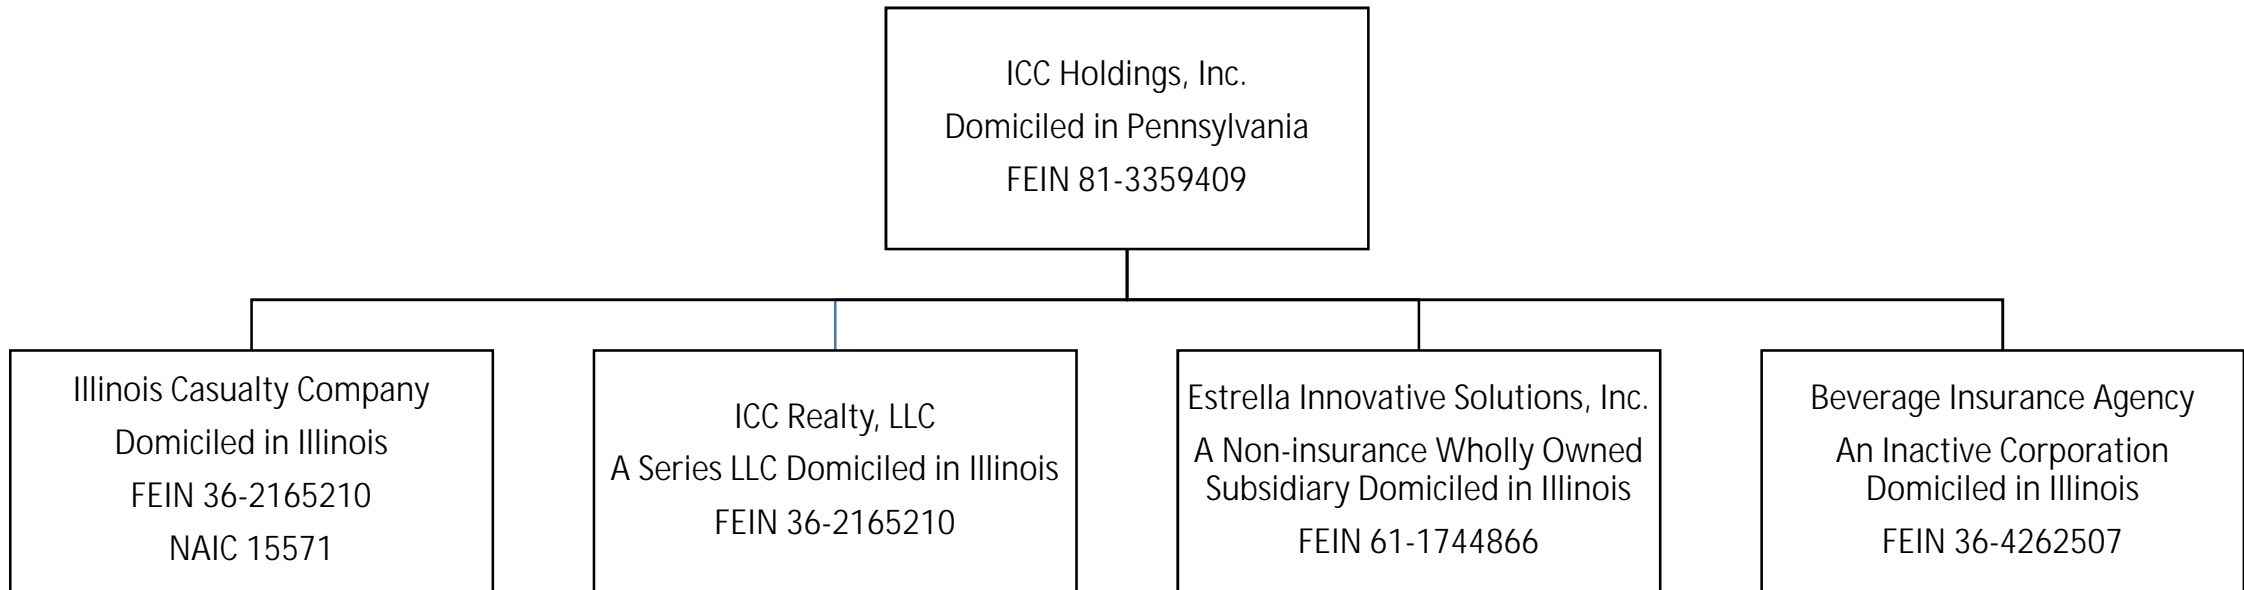 ICC Holdings, Inc.
Domiciled in Pennsylvania
FEIN 81-3359409
Illinois Casualty Company
Domiciled in Illinois
FEIN 36-2165210
NAIC 15571
ICC Realty, LLC
A Series LLC Domiciled in Illinois
FEIN 36-2165210
Estrella Innovative Solutions, Inc.
A Non-insurance Wholly Owned
Subsidiary Domiciled in Illinois
FEIN 61-1744866
Beverage Insurance Agency
An Inactive Corporation
Domiciled in Illinois
FEIN 36-4262507